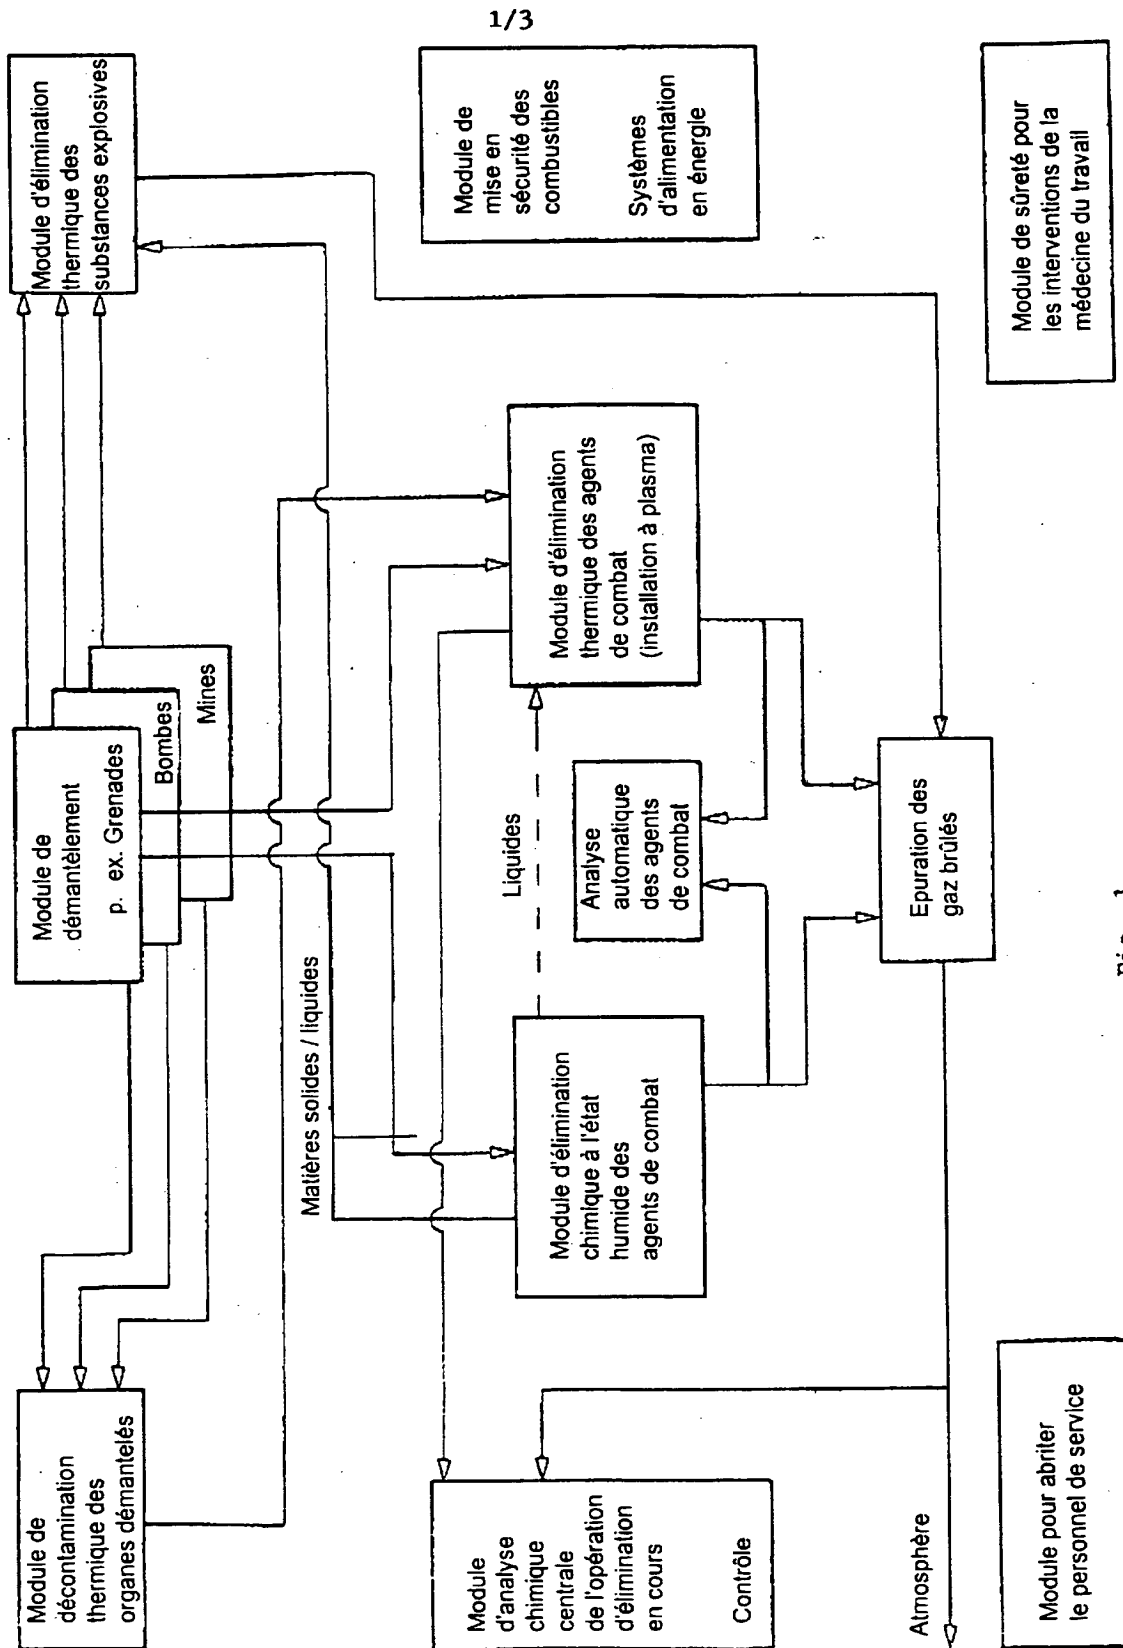 1/3
Module de
décontamination
thermique des
organes démantelés
Module de
démantèlement
p. ex. Grenades
Bombes
Mines
Module d'élimination
thermique des
substances explosives
Matières solides / liquides
Module
d'analyse
chimique
centrale
de l'opération
d'élimination
en cours
Contrôle
Module d'élimination
chimique à l'état
humide des
agents de combat
Liquides
Analyse
automatique
des agents
de combat
Module d'élimination
thermique des agents
de combat
(installation à plasma)
Module de
mise en
sécurité des
combustibles
Systèmes
d'alimentation
en énergie
Atmosphère
Epuration des
gaz brûlés
Module pour abriter
le personnel de service
Module de sûreté pour
les interventions de la
médecine du travail